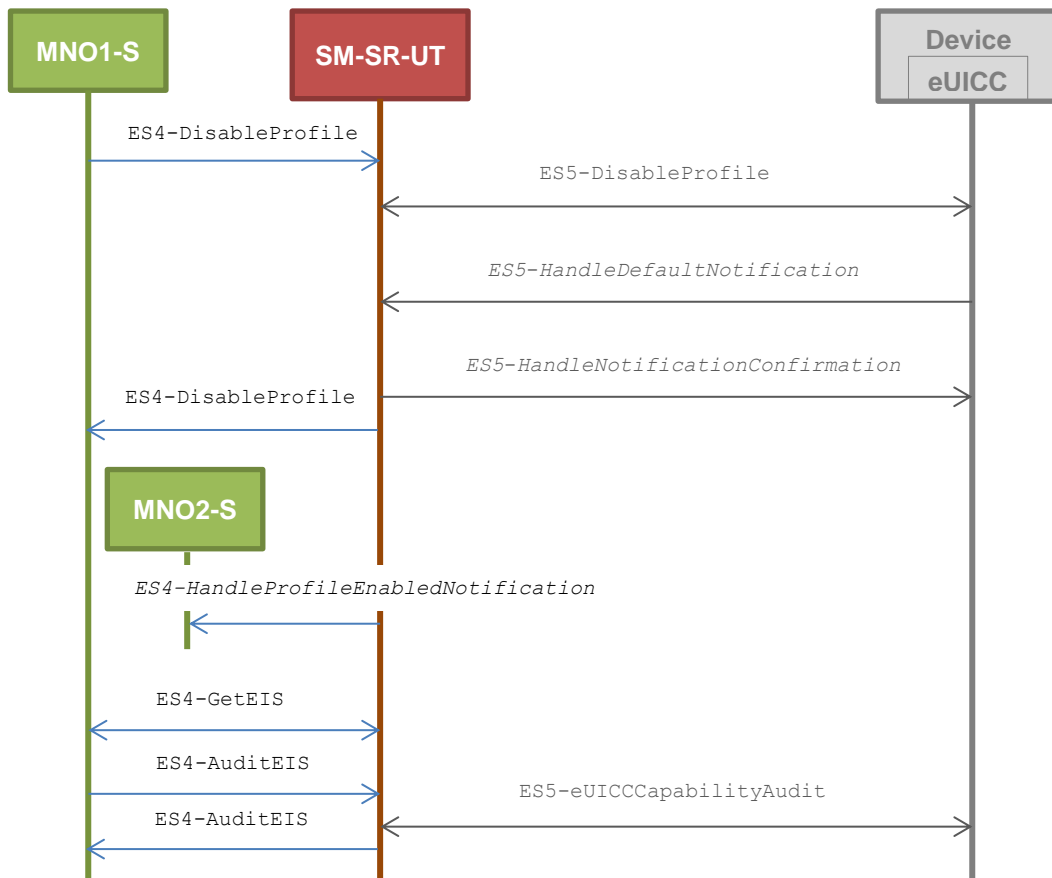 MNO1-S
SM-SR-UT
Device
eUICC
ES4-DisableProfile
ES5-DisableProfile
ES5-HandleDefaultNotification
ES5-HandleNotificationConfirmation
ES4-DisableProfile
MNO2-S
ES4-HandleProfileEnabledNotification
ES4-GetEIS
ES4-AuditEIS
ES5-eUICCCapabilityAudit
ES4-AuditEIS